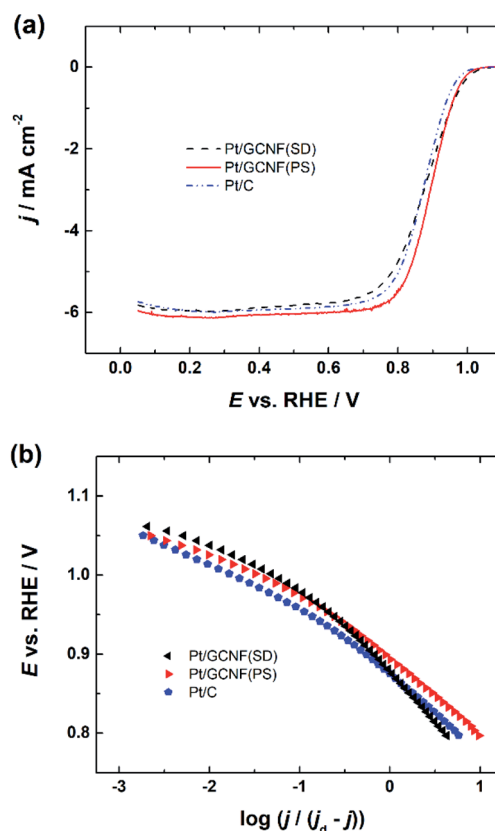 (a)
0
-2
-4
-6
j / mA cm⁻²
Pt/GCNF(SD)
Pt/GCNF(PS)
Pt/C
0.0 0.2 0.4 0.6 0.8 1.0
E vs. RHE / V
(b)
1.1
1.0
0.9
0.8
E vs. RHE / V
Pt/GCNF(SD)
Pt/GCNF(PS)
Pt/C
-3 -2 -1 0 1
log (j / (j_d - j))